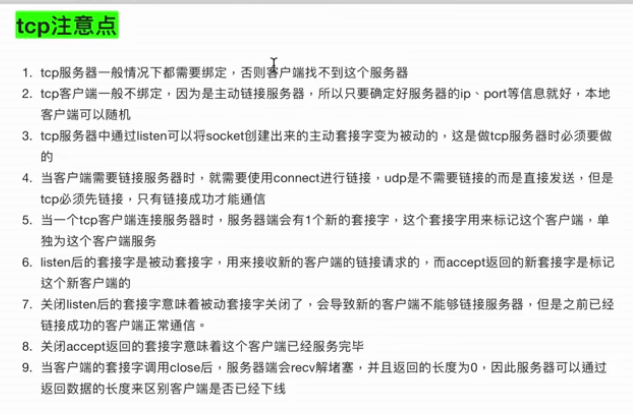 tcp注意点
1. tcp服务器一般情况下都需要绑定，否则客户端找不到这个服务器
2. tcp客户端一般不绑定，因为是主动链接服务器，所以只要确定好服务器的ip、port等信息就好，本地
客户端可以随机
3. tcp服务器中通过listen可以将socket创建出来的主动套接字变为被动的，这是做tcp服务器时必须要做
的
4. 当客户端需要链接服务器时，就需要使用connect进行链接，udp是不需要链接的而是直接发送，但是
tcp必须先链接，只有链接成功才能通信
5. 当一个tcp客户端连接服务器时，服务器端会有1个新的套接字，这个套接字用来标记这个客户端，单
独为这个客户端服务
6. listen后的套接字是被动套接字，用来接收新的客户端的链接请求的，而accept返回的新套接字是标记
这个新客户端的
7. 关闭listen后的套接字意味着被动套接字关闭了，会导致新的客户端不能够链接服务器，但是之前已经
链接成功的客户端正常通信。
8. 关闭accept返回的套接字意味着这个客户端已经服务完毕
9. 当客户端的套接字调用close后，服务器端会recv解堵塞，并且返回的长度为0，因此服务器可以通过
返回数据的长度来区别客户端是否已经下线